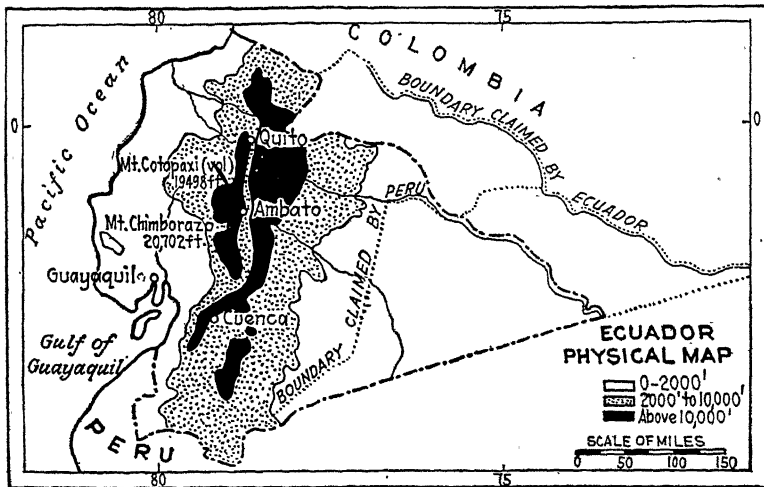 80
75
COLOMBIA
BOUNDARY CLAIMED BY ECUADOR
Pacific Ocean
0
0
Quito
Mt. Cotopaxi (vol)
19498 ft
PERU
Ambato
Mt. Chimborazo
20,702 ft.
BOUNDARY CLAIMED BY
Guayaquil
Cuenca
Gulf of
Guayaquil
ECUADOR
PHYSICAL MAP
0-2000'
2000' to 10,000'
Above 10,000'
SCALE OF MILES
0 50 100 150
PERU
80
75